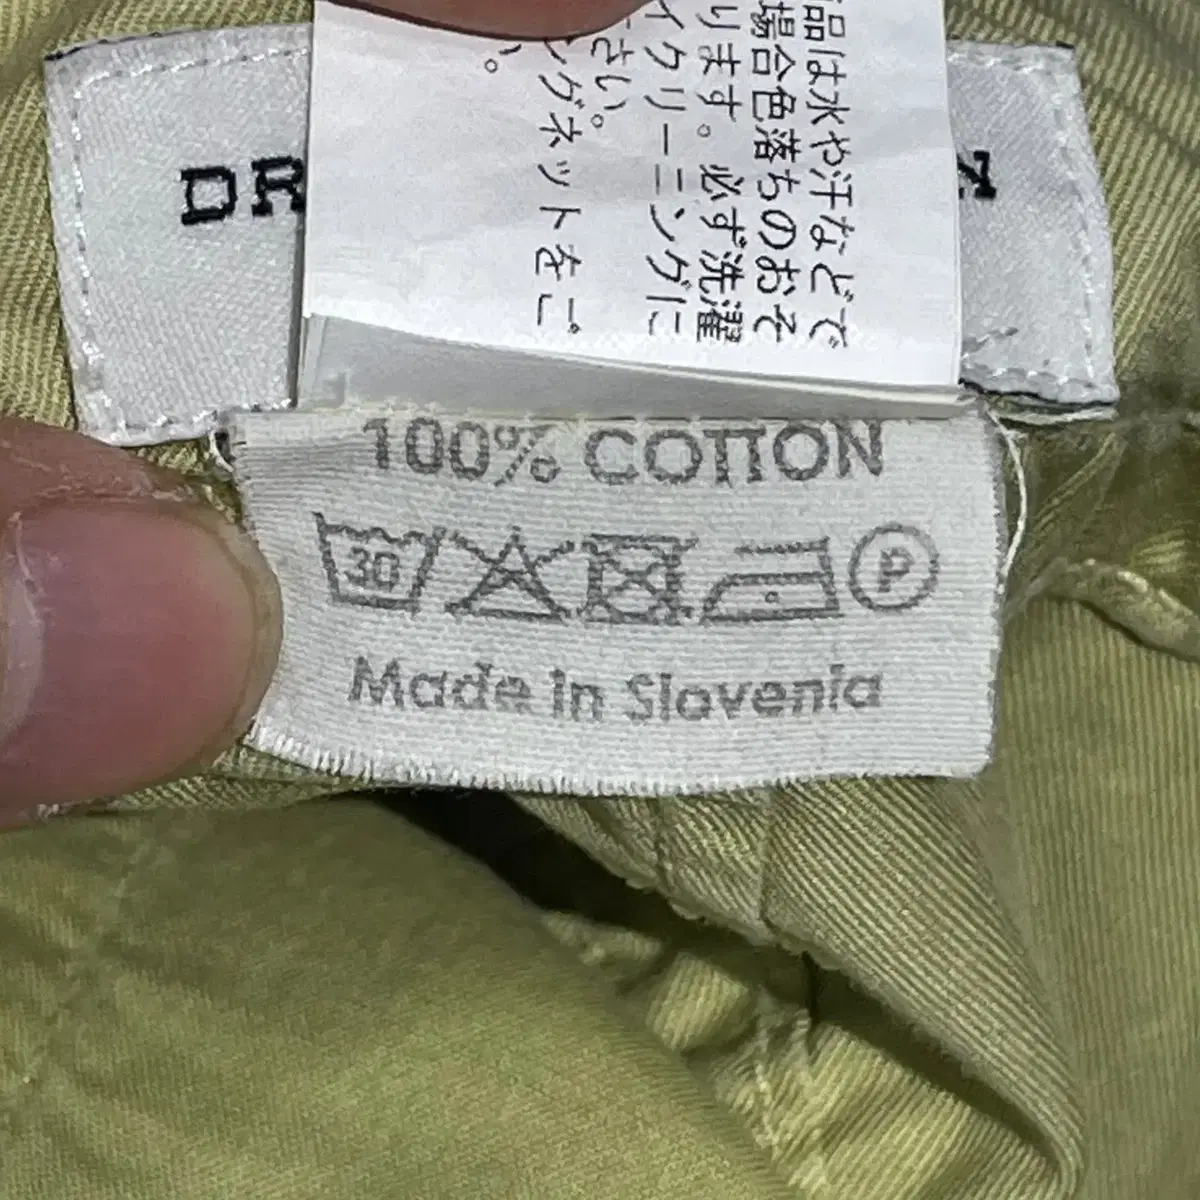 DR
品は水や汗などで
場合色落ちのおそ
ります。必ず洗濯
イクリーニングに
さい。
ングネットをご
い。
100% COTTON
30
P
Made in Slovenia